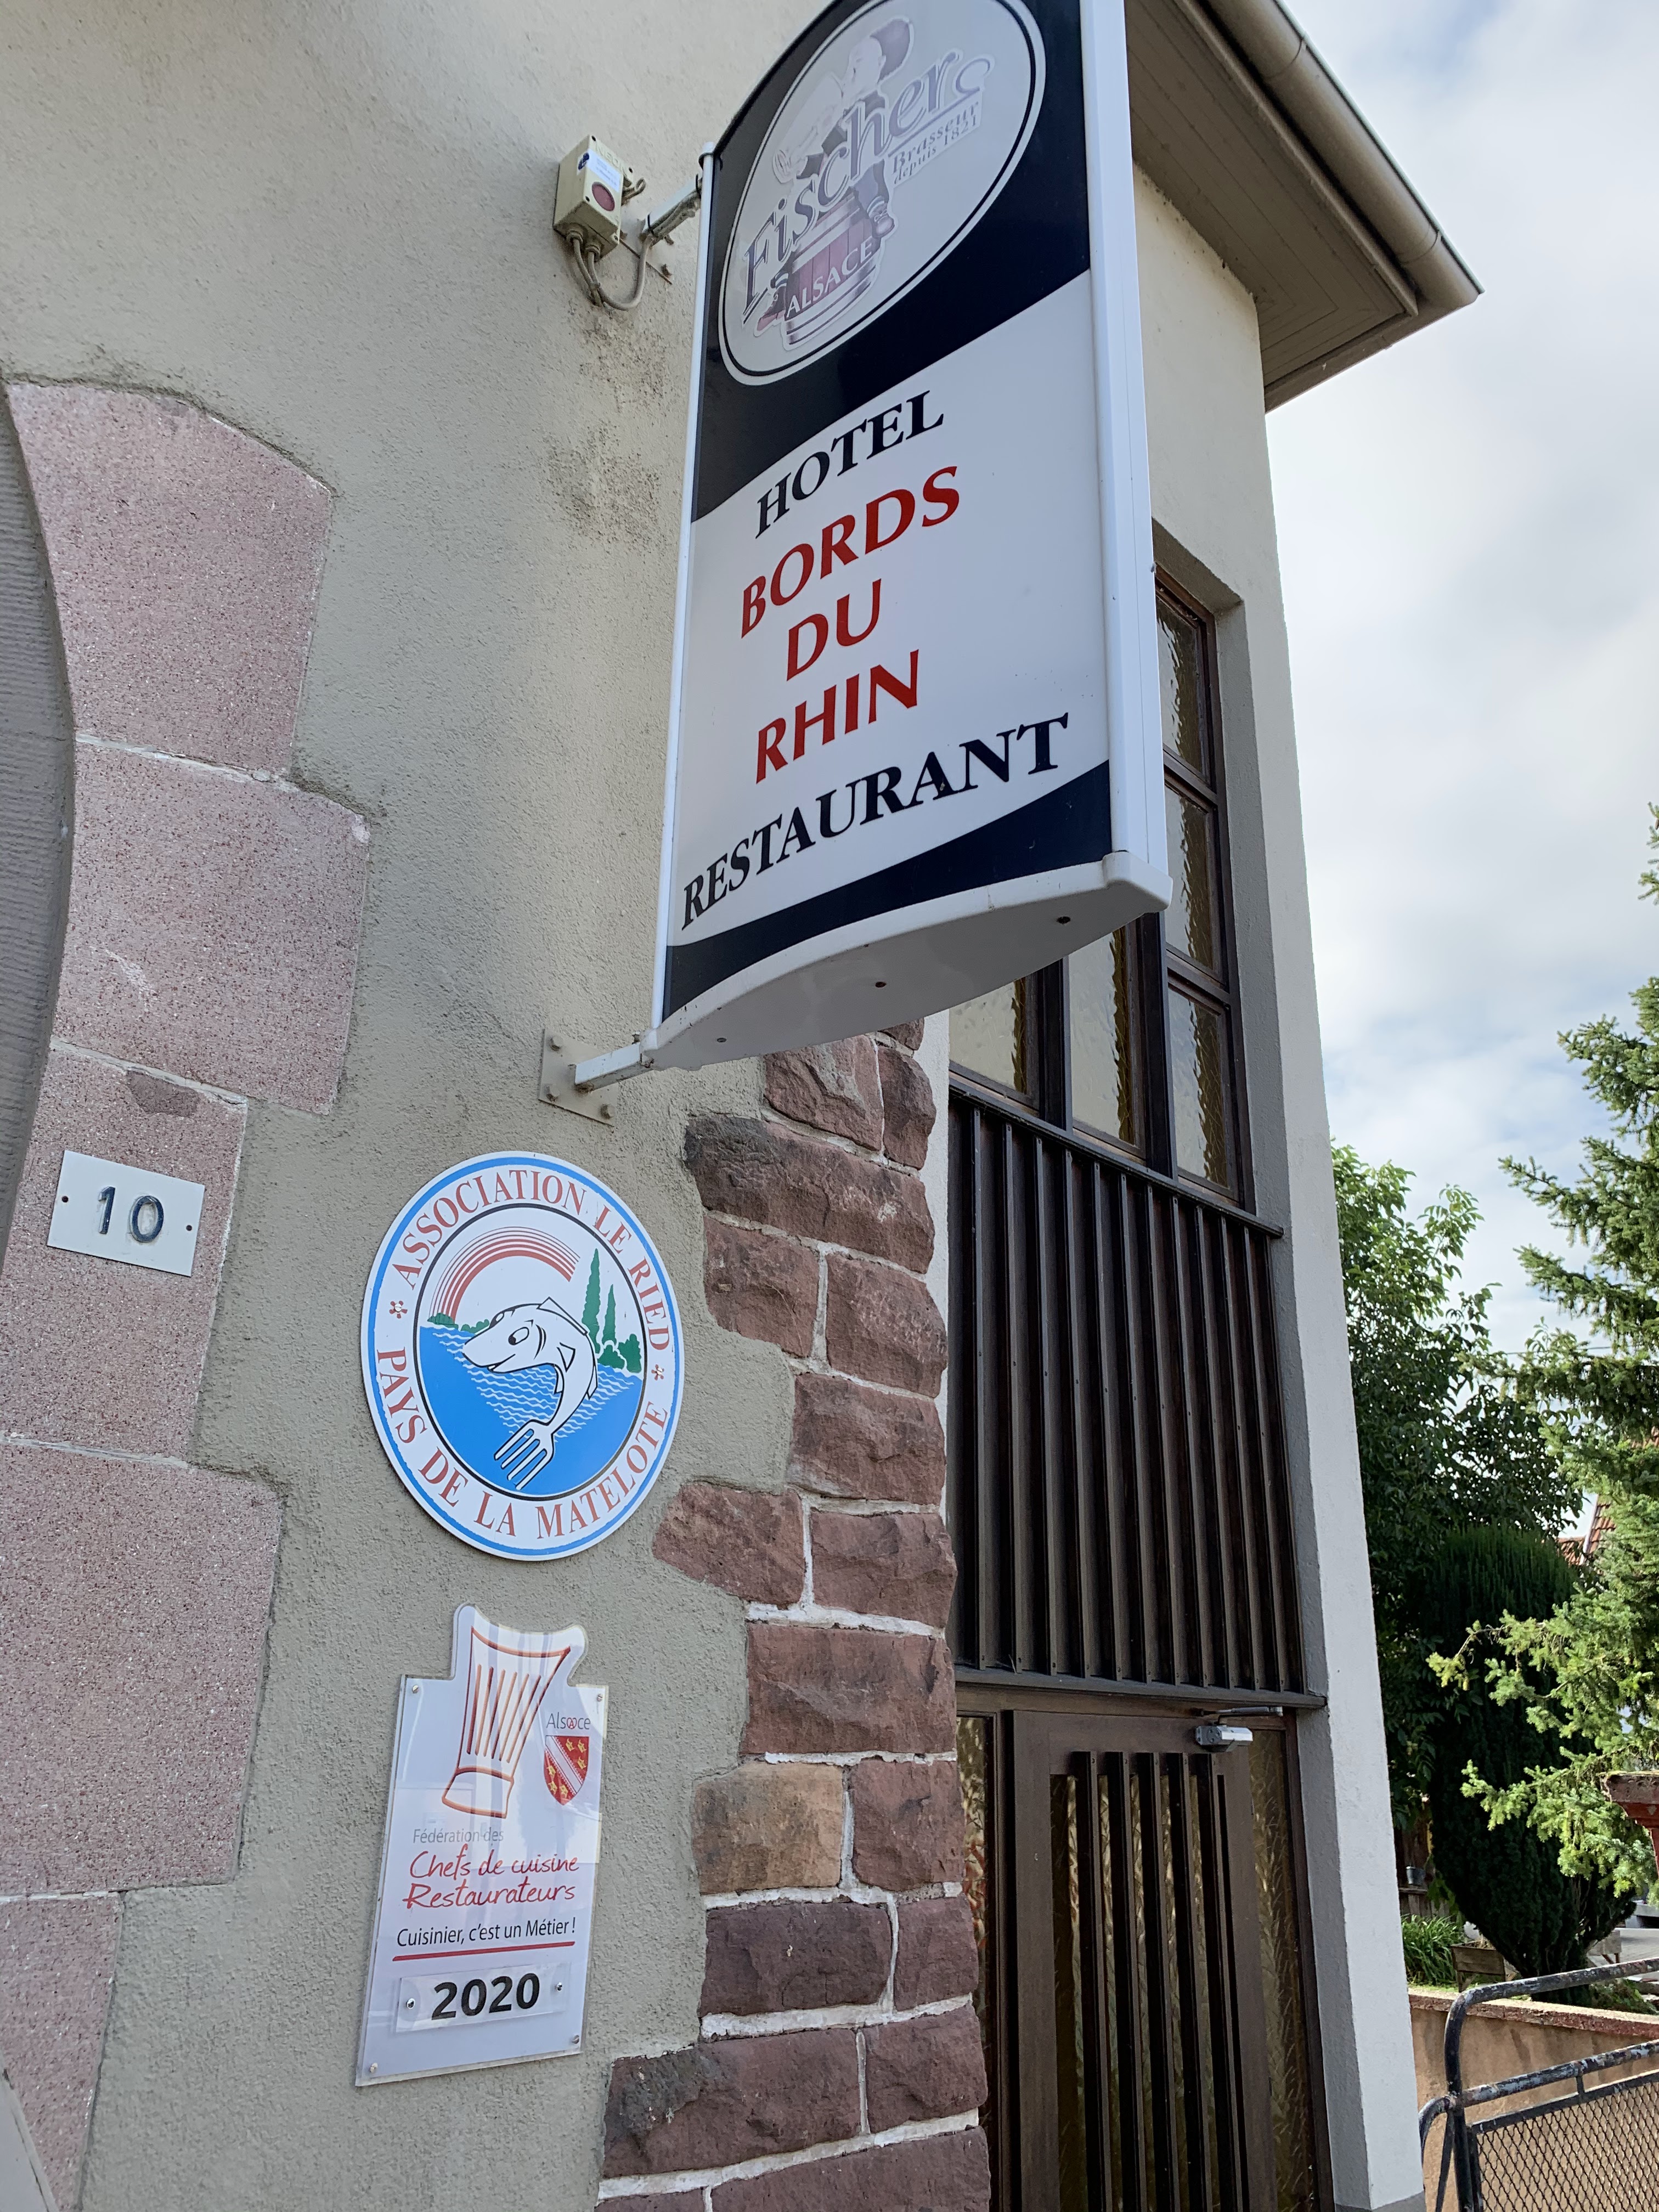 Fischer
Brasseur
depuis 1821
ALSACE
HOTEL
BORDS
DU
RHIN
RESTAURANT
10
ASSOCIATION LE RIED
PAYS DE LA MATELOTE
Alsace
Fédération des
Chefs de cuisine
Restaurateurs
Cuisinier, c'est un Métier !
2020